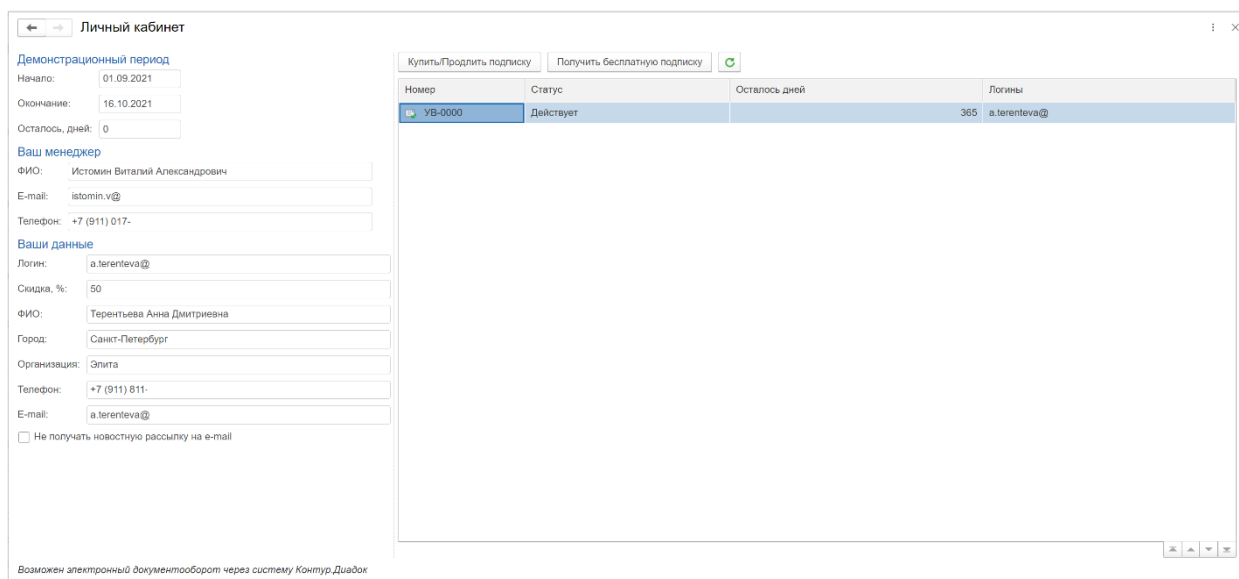 Личный кабинет
Демонстрационный период
Начало: 01.09.2021
Окончание: 16.10.2021
Осталось, дней: 0
Ваш менеджер
ФИО: Истомин Виталий Александрович
E-mail: istomin.v@
Телефон: +7 (911) 017-
Ваши данные
Логин: a.terenteva@
Скидка, %: 50
ФИО: Терентьева Анна Дмитриевна
Город: Санкт-Петербург
Организация: Элита
Телефон: +7 (911) 811-
E-mail: a.terenteva@
Не получать новостную рассылку на e-mail
Купить/Продлить подписку Получить бесплатную подписку
Номер Статус Осталось дней Логины
УВ-0000 Действует 365 a.terenteva@
Возможен электронный документооборот через систему Контур.Диадок